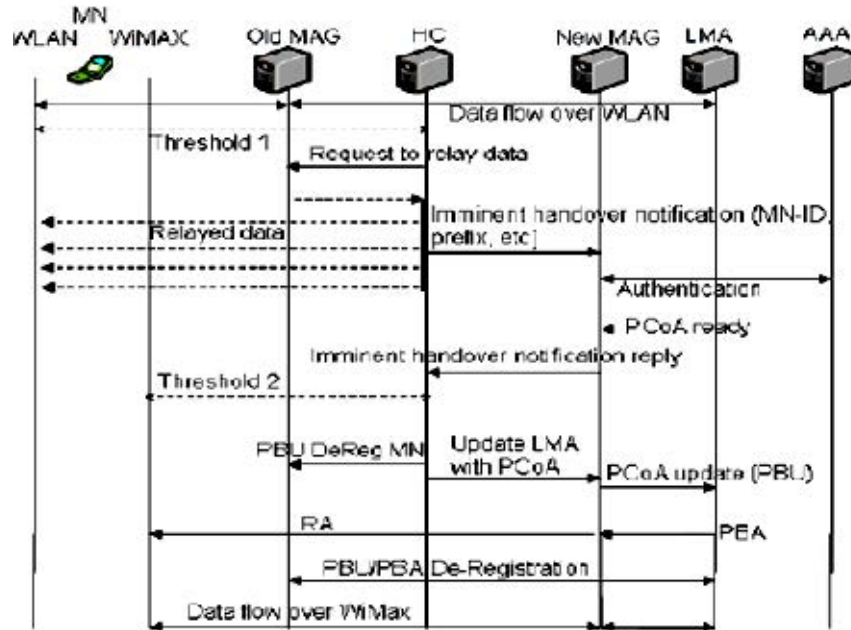 MN
WLAN WiMAX Old MAG HC New MAG LMA AAA
Data flow over WLAN
Threshold 1
Request to relay data
Imminent handover notification (MN-ID,
prefix, etc)
Relayed data
Authentication
PCoA ready
Imminent handover notification reply
Threshold 2
PBU DeReg MN
Update LMA
with PCoA
PCoA update (PBU)
RA
PBA
PBU/PBA De-Registration
Data flow over WiMax